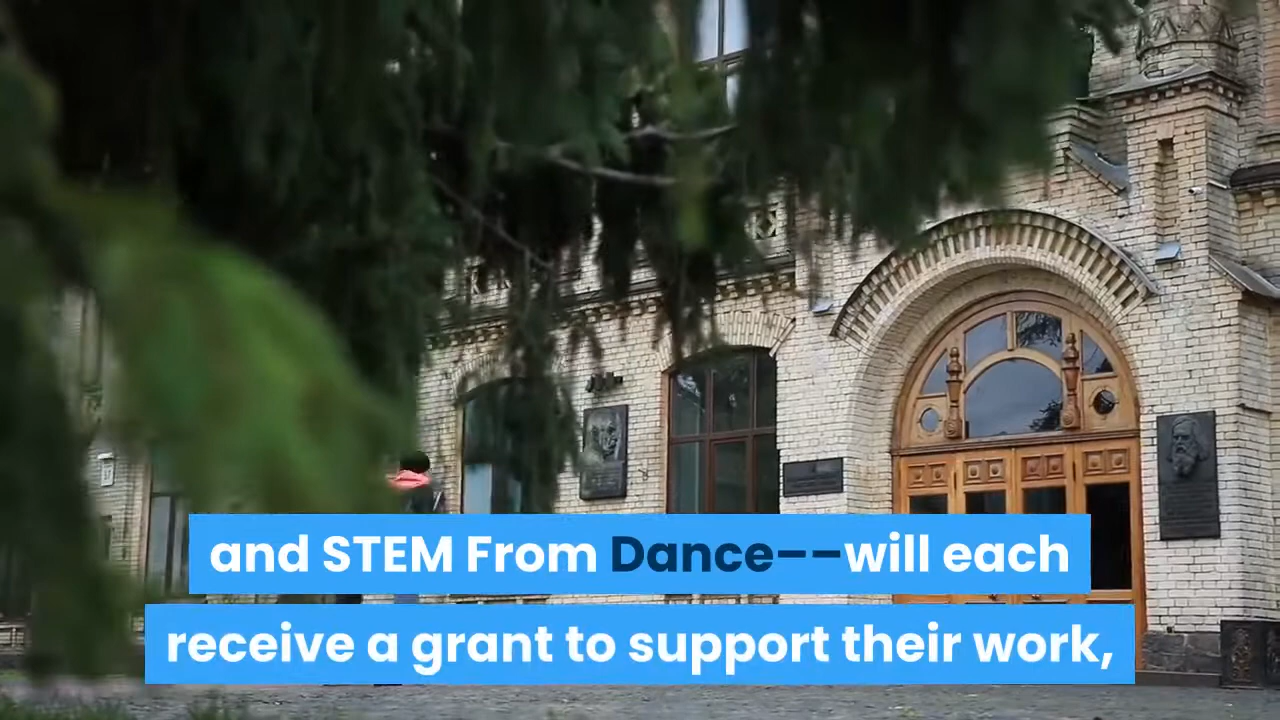 and STEM From Dance––will each
receive a grant to support their work,